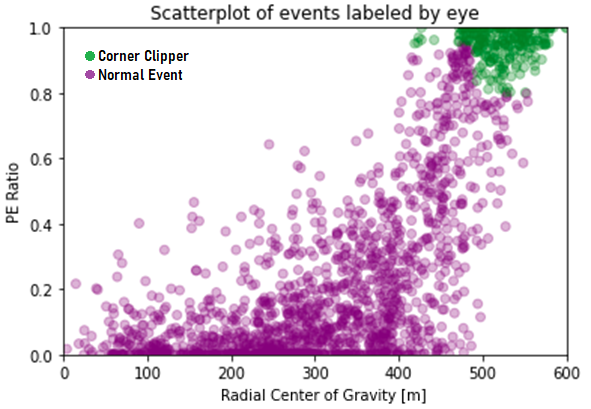 Scatterplot of events labeled by eye
1.0
Corner Clipper
Normal Event
0.8
0.6
PE Ratio
0.4
0.2
0.0
0 100 200 300 400 500 600
Radial Center of Gravity [m]